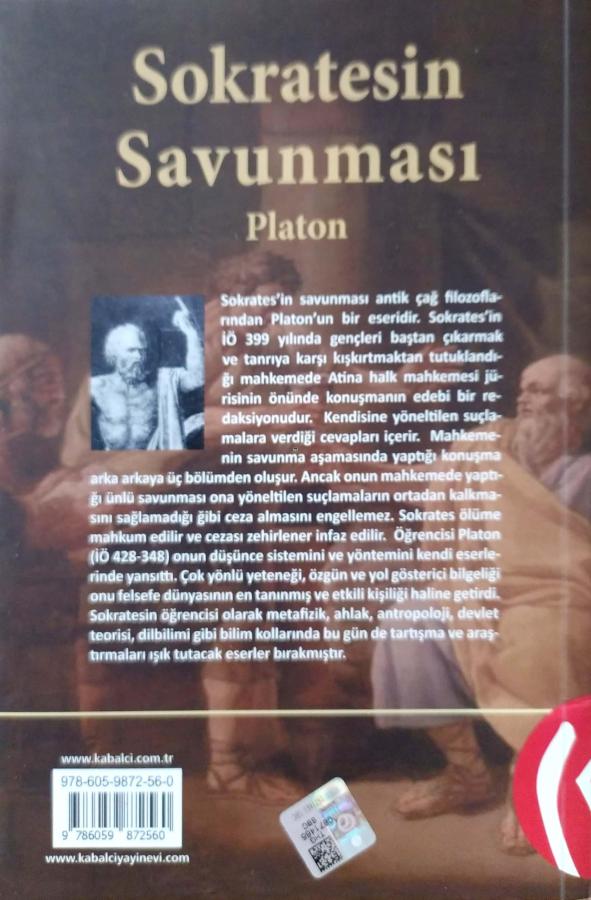 Sokratesin
Savunması
Platon
Sokrates'in savunması antik çağ filozofla-
rından Platon'un bir eseridir. Sokrates'in
İÖ 399 yılında gençleri baştan çıkarmak
ve tanrıya karşı kışkırtmaktan tutuklandı-
ğı mahkemede Atina halk mahkemesi jü-
risinin önünde konuşmanın edebi bir re-
daksiyonudur. Kendisine yöneltilen suçla-
malara verdiği cevapları içerir. Mahkeme-
nin savunma aşamasında yaptığı konuşma
arka arkaya üç bölümden oluşur. Ancak onun mahkemede yaptı-
ğı ünlü savunması ona yöneltilen suçlamaların ortadan kalkma-
sını sağlamadığı ğibi ceza almasını engellemez. Sokrates ölüme
mahkum edilir ve cezası zehirlener infaz edilir. Öğrencisi Platon
(İÖ 428-348) onun düşünce sistemini ve yöntemini kendi eserle-
rinde yansıttı. Çok yönlü yeteneği, özgün ve yol gösterici bilgeliği
onu felsefe dünyasının en tanınmış ve etkili kişiliği haline getirdi.
Sokratesin öğrencisi olarak metafizik, ahlak, antropoloji, devlet
teorisi, dilbilimi gibi bilim kollarında bu gün de tartışma ve araş-
tırmaları ışık tutacak eserler bırakmıştır.
www.kabalci.com.tr
978-605-9872-56-0
9 786059 872560
www.kabalciyayinevi.com